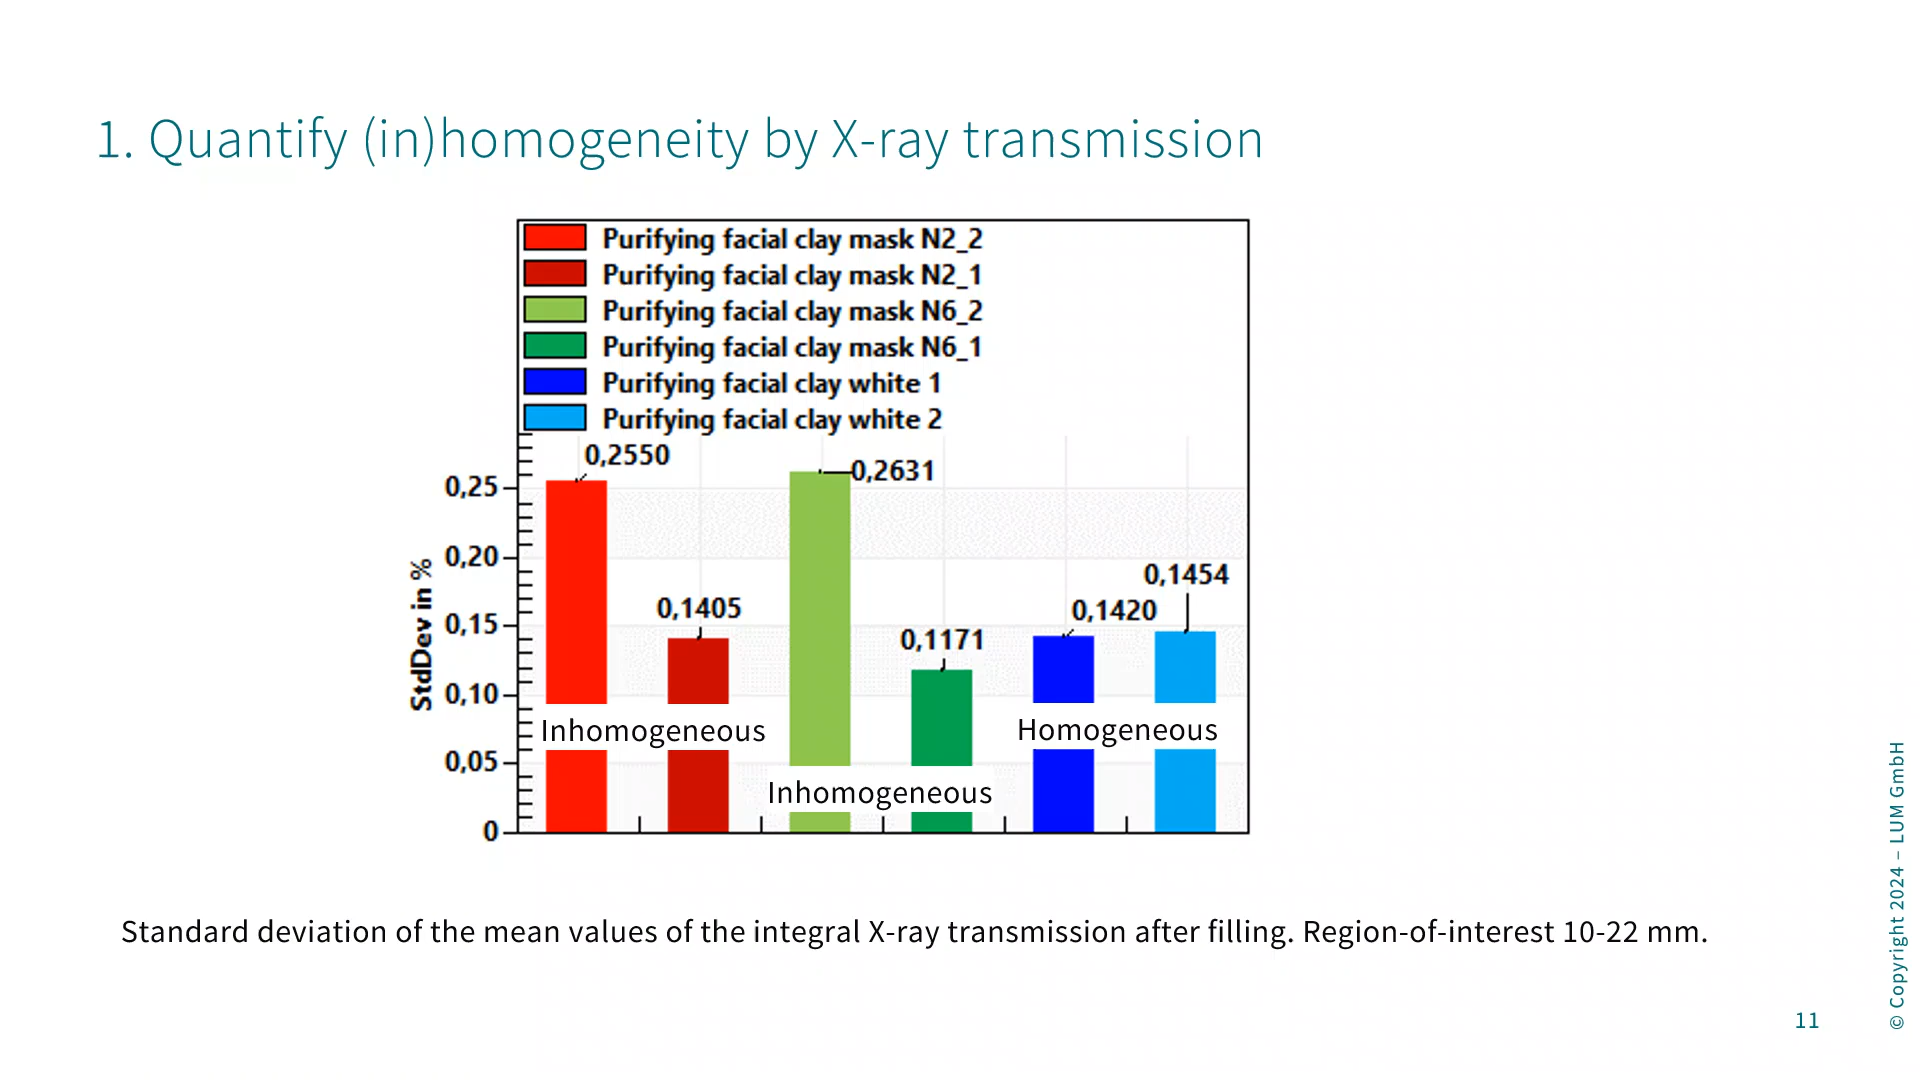 1. Quantify (in)homogeneity by X-ray transmission
Purifying facial clay mask N2_2
Purifying facial clay mask N2_1
Purifying facial clay mask N6_2
Purifying facial clay mask N6_1
Purifying facial clay white 1
Purifying facial clay white 2
StdDev in %
0,25
0,20
0,15
0,10
0,05
0
0,2550
0,1405
0,2631
0,1171
0,1420
0,1454
Inhomogeneous
Inhomogeneous
Homogeneous
Standard deviation of the mean values of the integral X-ray transmission after filling. Region-of-interest 10-22 mm.
11
© Copyright 2024 – LUM GmbH